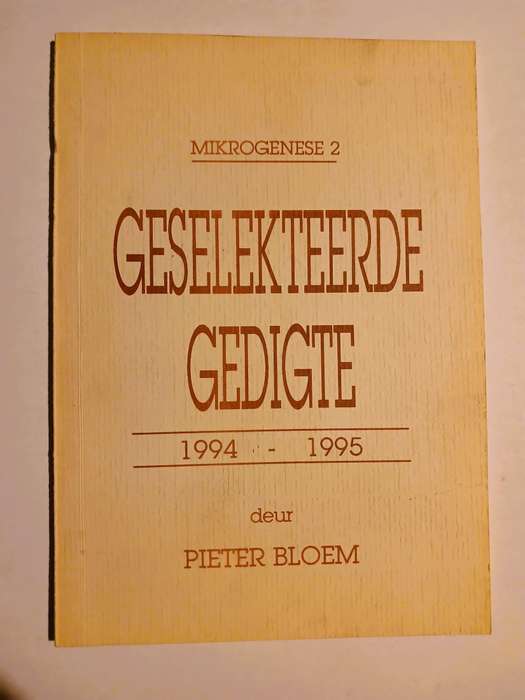 MIKROGENESE 2
GESELEKTEERDE
GEDIGTE
1994 - 1995
deur
PIETER BLOEM